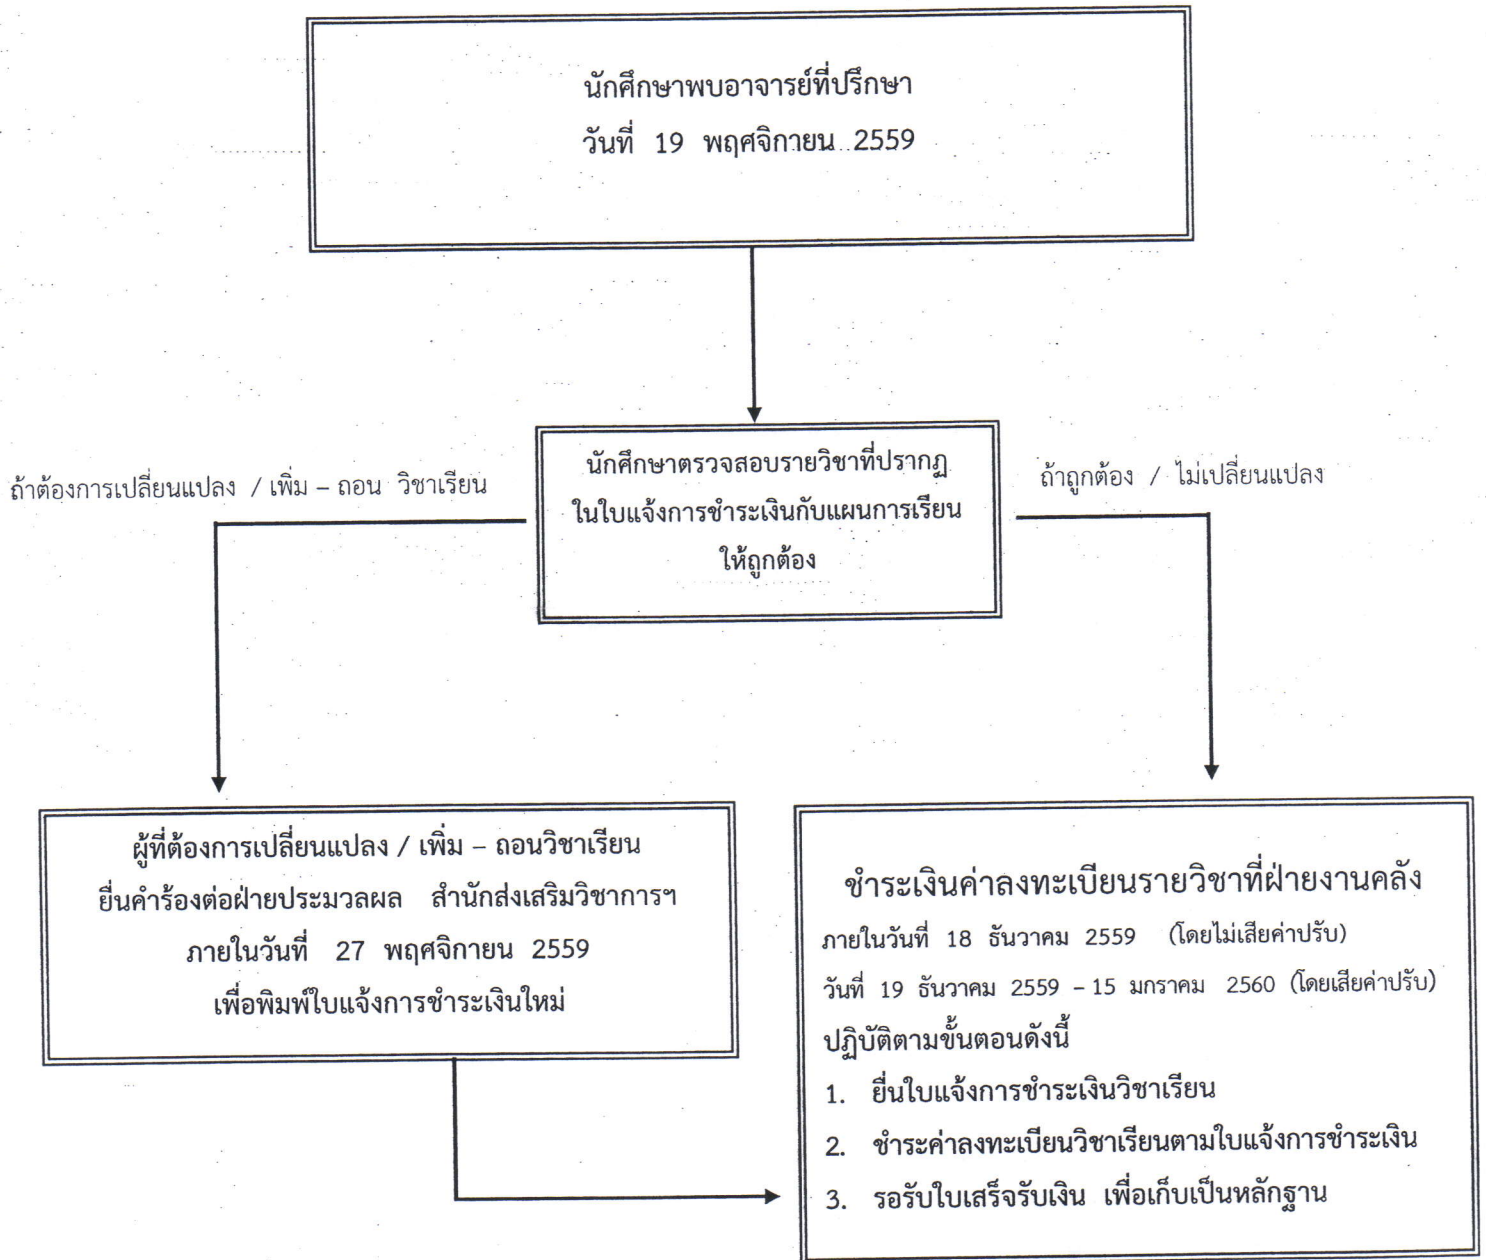 นักศึกษาพบอาจารย์ที่ปรึกษา
วันที่ 19 พฤศจิกายน 2559
ถ้าต้องการเปลี่ยนแปลง / เพิ่ม – ถอน วิชาเรียน
นักศึกษาตรวจสอบรายวิชาที่ปรากฏ
ในใบแจ้งการชำระเงินกับแผนการเรียน
ให้ถูกต้อง
ถ้าถูกต้อง / ไม่เปลี่ยนแปลง
ผู้ที่ต้องการเปลี่ยนแปลง / เพิ่ม – ถอนวิชาเรียน
ยื่นคำร้องต่อฝ่ายประมวลผล สำนักส่งเสริมวิชาการฯ
ภายในวันที่ 27 พฤศจิกายน 2559
เพื่อพิมพ์ใบแจ้งการชำระเงินใหม่
ชำระเงินค่าลงทะเบียนรายวิชาที่ฝ่ายงานคลัง
ภายในวันที่ 18 ธันวาคม 2559 (โดยไม่เสียค่าปรับ)
วันที่ 19 ธันวาคม 2559 – 15 มกราคม 2560 (โดยเสียค่าปรับ)
ปฏิบัติตามขั้นตอนดังนี้
1. ยื่นใบแจ้งการชำระเงินวิชาเรียน
2. ชำระค่าลงทะเบียนวิชาเรียนตามใบแจ้งการชำระเงิน
3. รอรับใบเสร็จรับเงิน เพื่อเก็บเป็นหลักฐาน